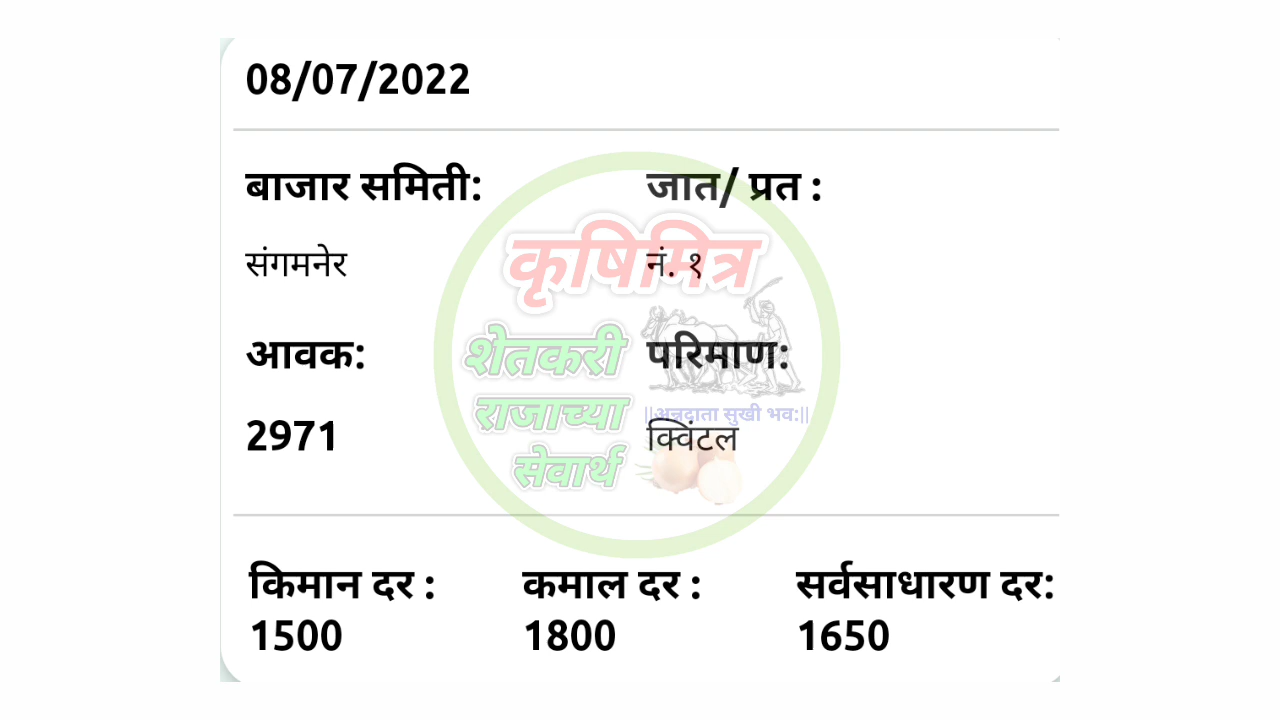 08/07/2022
बाजार समिती: जात/ प्रत :
संगमनेर नं. १
आवक: परिमाण:
2971 क्विंटल
किमान दर : कमाल दर : सर्वसाधारण दर:
1500 1800 1650
कृषिमित्र
शेतकरी
राजाच्या
सेवार्थ
||अन्नदाता सुखी भव:||